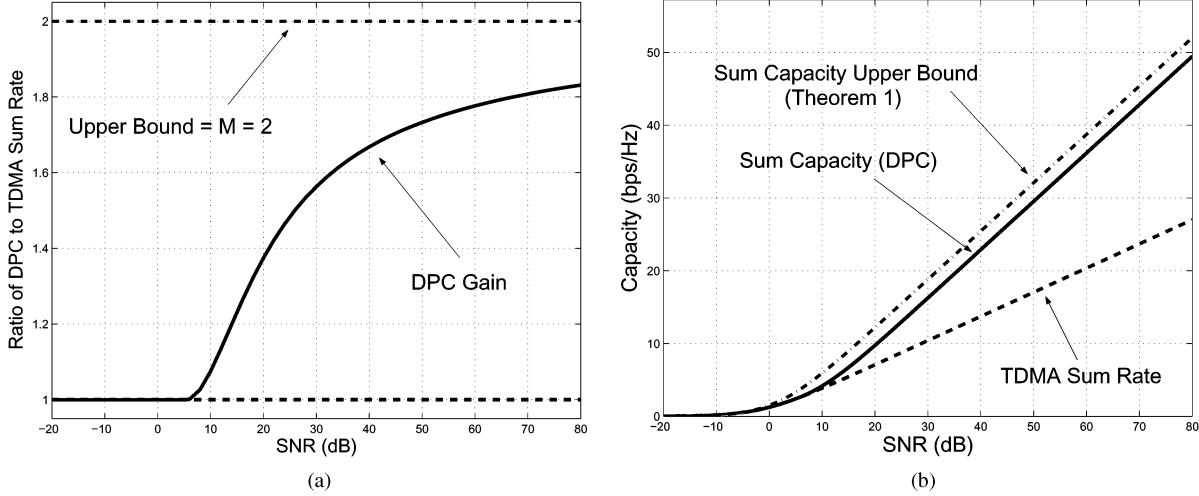 Ratio of DPC to TDMA Sum Rate
2
1.8
1.6
1.4
1.2
1
Upper Bound = M = 2
DPC Gain
−20 −10 0 10 20 30 40 50 60 70 80
SNR (dB)
(a)
Capacity (bps/Hz)
50
40
30
20
10
0
Sum Capacity Upper Bound
(Theorem 1)
Sum Capacity (DPC)
TDMA Sum Rate
−20 −10 0 10 20 30 40 50 60 70 80
SNR (dB)
(b)